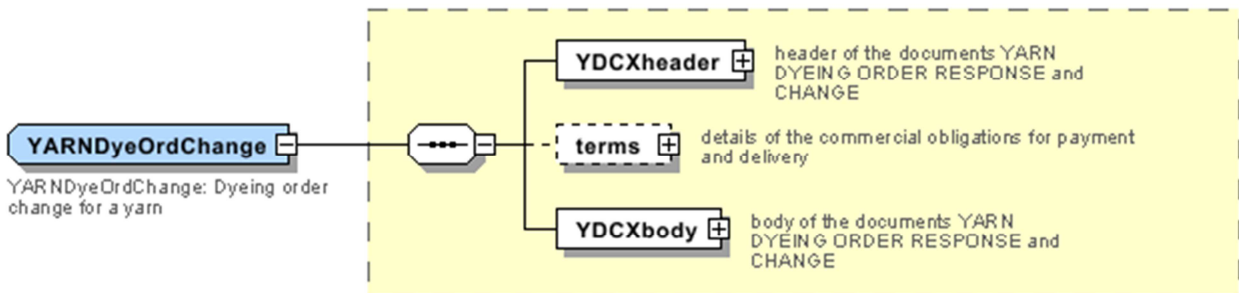 YDCXheader
header of the documents YARN
DYEING ORDER RESPONSE and
CHANGE
YARNDyeOrdChange
YARNDyeOrdChange: Dyeing order
change for a yarn
terms
details of the commercial obligations for payment
and delivery
YDCXbody
body of the documents YARN
DYEING ORDER RESPONSE and
CHANGE